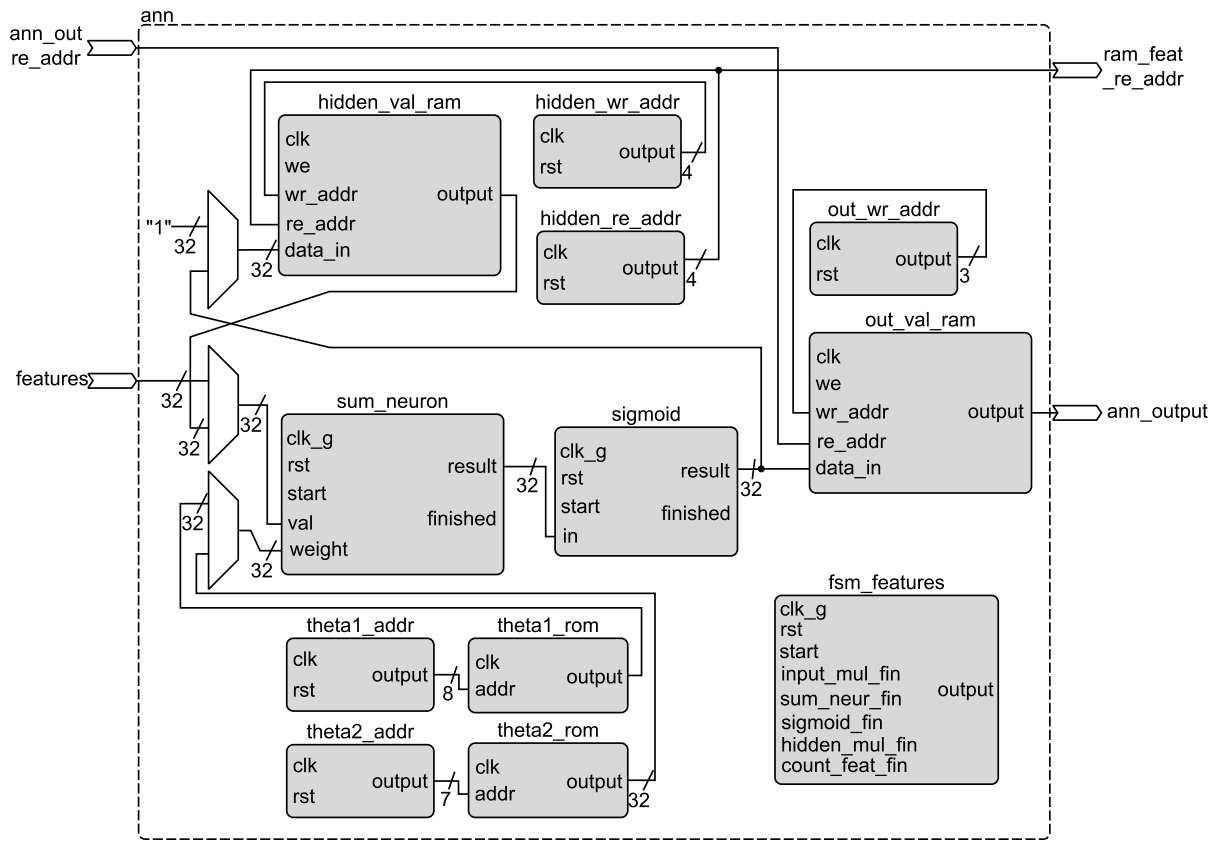 ann
ann_out
re_addr
ram_feat
_re_addr
hidden_val_ram
clk
we
wr_addr
re_addr
data_in
output
hidden_wr_addr
clk
rst
output
4
hidden_re_addr
clk
rst
output
4
"1"
32
32
out_wr_addr
clk
rst
output
3
out_val_ram
clk
we
wr_addr
re_addr
data_in
output
ann_output
features
32
32
32
sum_neuron
clk_g
rst
start
val
weight
result
finished
32
sigmoid
clk_g
rst
start
in
result
finished
32
32
32
theta1_addr
clk
rst
output
8
theta1_rom
clk
addr
output
theta2_addr
clk
rst
output
7
theta2_rom
clk
addr
output
32
fsm_features
clk_g
rst
start
input_mul_fin
sum_neur_fin
sigmoid_fin
hidden_mul_fin
count_feat_fin
output